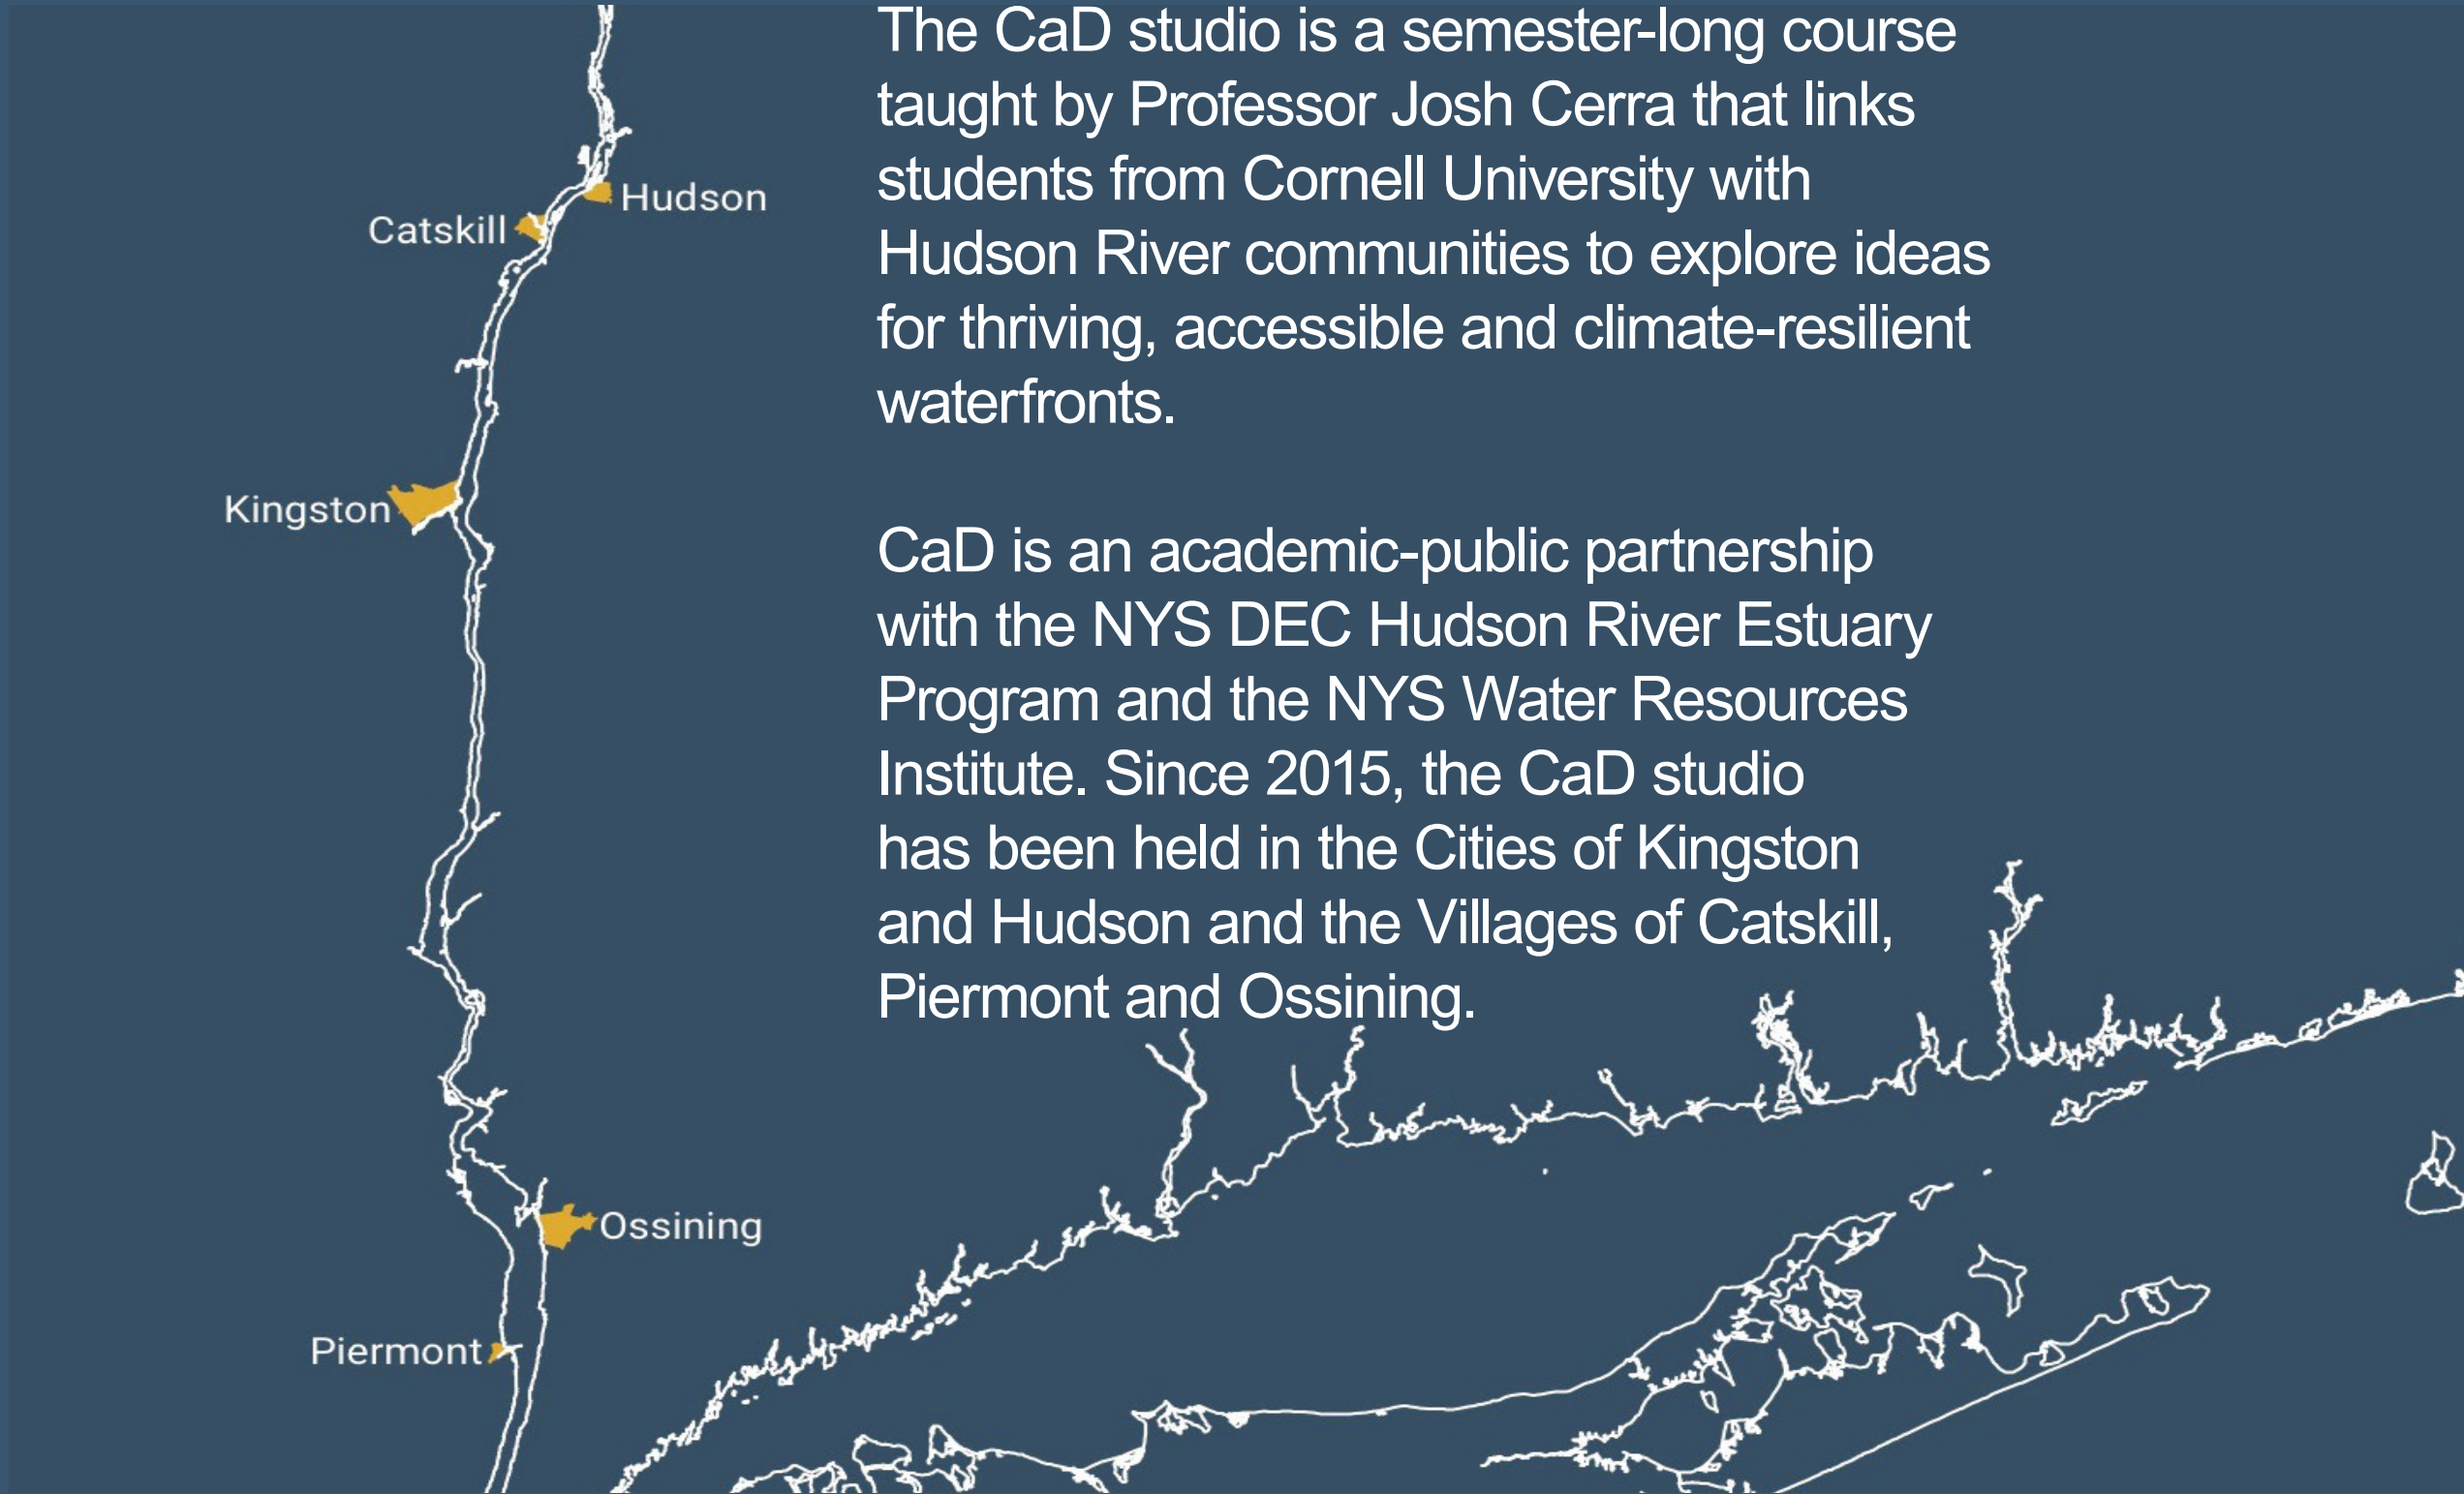 The CaD studio is a semester-long course
taught by Professor Josh Cerra that links
students from Cornell University with
Hudson River communities to explore ideas
for thriving, accessible and climate-resilient
waterfronts.
CaD is an academic-public partnership
with the NYS DEC Hudson River Estuary
Program and the NYS Water Resources
Institute. Since 2015, the CaD studio
has been held in the Cities of Kingston
and Hudson and the Villages of Catskill,
Piermont and Ossining.
Hudson
Catskill
Kingston
Ossining
Piermont